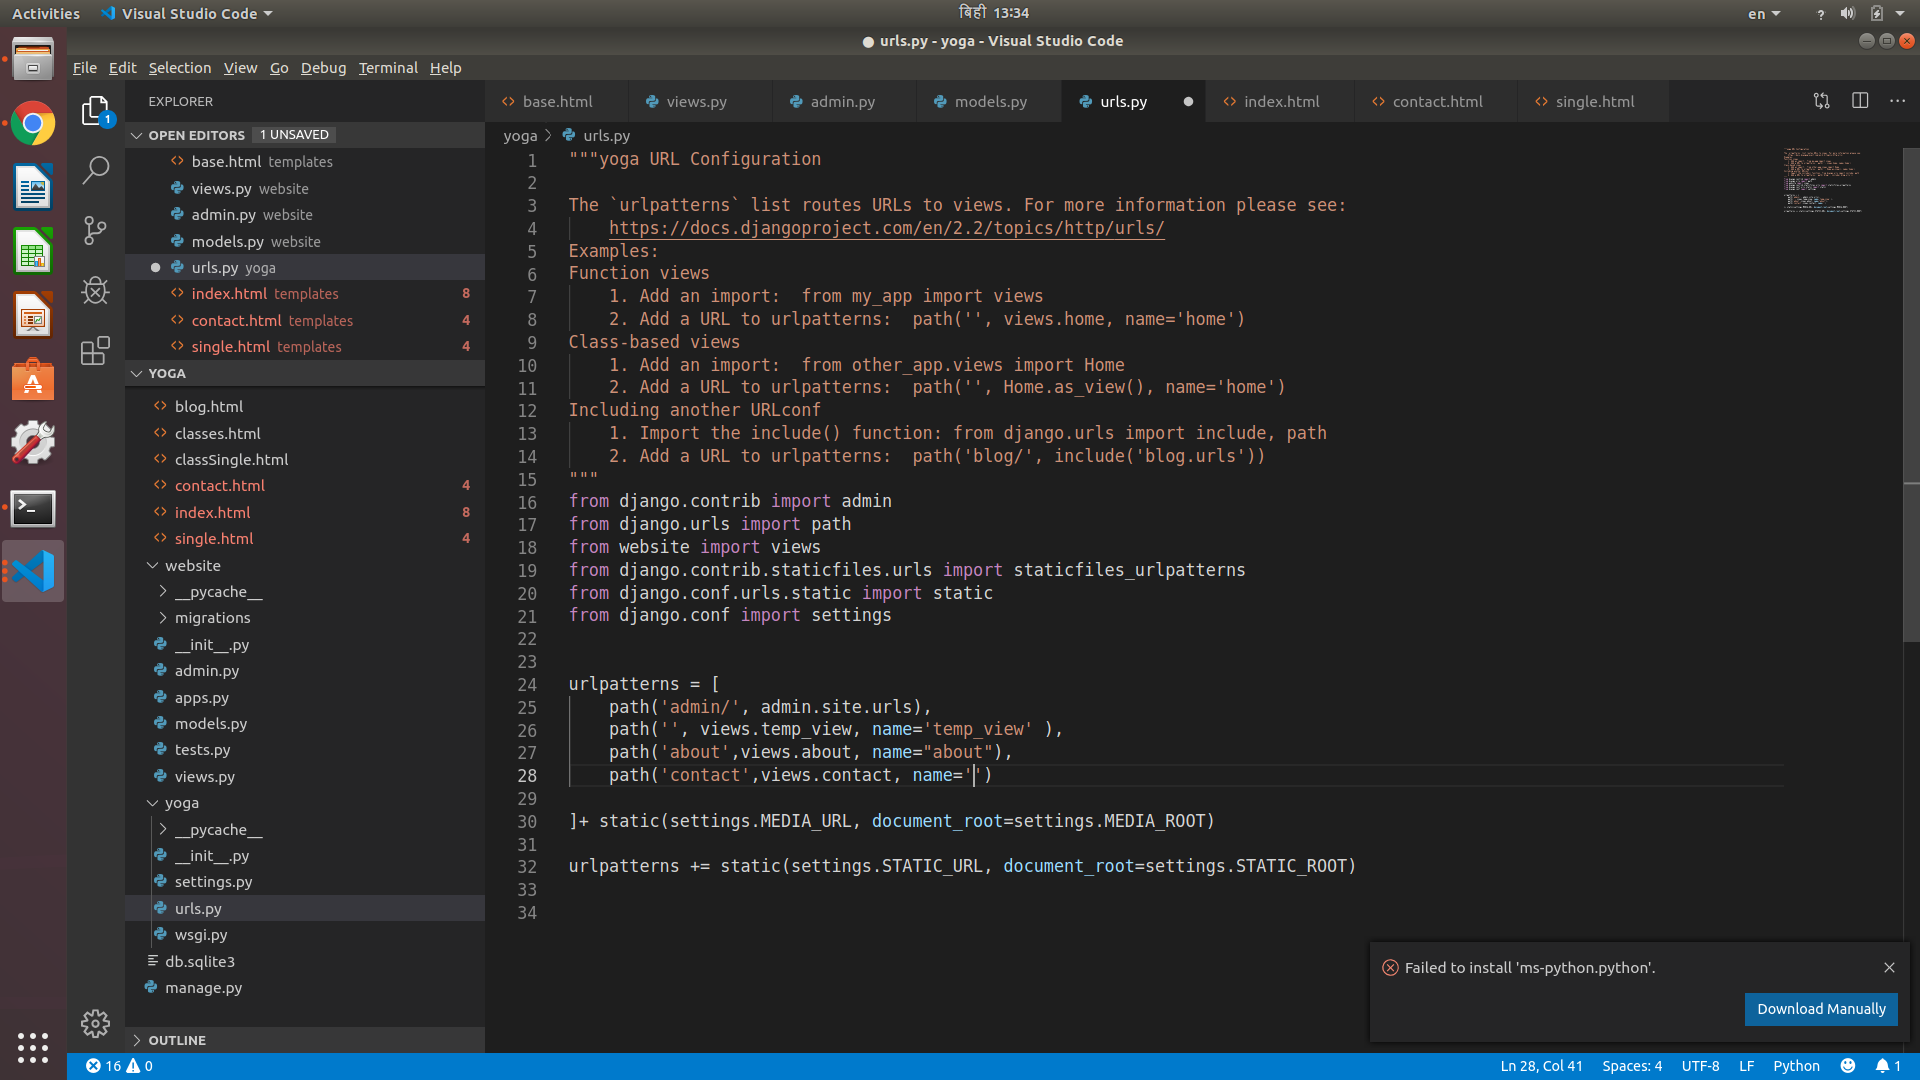 Activities
Visual Studio Code
बिही 13:34
en
urls.py - yoga - Visual Studio Code
File Edit Selection View Go Debug Terminal Help
EXPLORER
1
OPEN EDITORS 1 UNSAVED
base.html templates
views.py website
admin.py website
models.py website
urls.py yoga
index.html templates 8
contact.html templates 4
single.html templates 4
YOGA
blog.html
classes.html
classSingle.html
contact.html 4
index.html 8
single.html 4
website
__pycache__
migrations
__init__.py
admin.py
apps.py
models.py
tests.py
views.py
yoga
__pycache__
__init__.py
settings.py
urls.py
wsgi.py
db.sqlite3
manage.py
OUTLINE
base.html views.py admin.py models.py urls.py index.html contact.html single.html
yoga > urls.py
1 """yoga URL Configuration
2
3 The `urlpatterns` list routes URLs to views. For more information please see:
4 https://docs.djangoproject.com/en/2.2/topics/http/urls/
5 Examples:
6 Function views
7 1. Add an import:  from my_app import views
8 2. Add a URL to urlpatterns:  path('', views.home, name='home')
9 Class-based views
10 1. Add an import:  from other_app.views import Home
11 2. Add a URL to urlpatterns:  path('', Home.as_view(), name='home')
12 Including another URLconf
13 1. Import the include() function: from django.urls import include, path
14 2. Add a URL to urlpatterns:  path('blog/', include('blog.urls'))
15 """
16 from django.contrib import admin
17 from django.urls import path
18 from website import views
19 from django.contrib.staticfiles.urls import staticfiles_urlpatterns
20 from django.conf.urls.static import static
21 from django.conf import settings
22
23
24 urlpatterns = [
25 path('admin/', admin.site.urls),
26 path('', views.temp_view, name='temp_view' ),
27 path('about',views.about, name="about"),
28 path('contact',views.contact, name='')
29
30 ]+ static(settings.MEDIA_URL, document_root=settings.MEDIA_ROOT)
31
32 urlpatterns += static(settings.STATIC_URL, document_root=settings.STATIC_ROOT)
33
34
Failed to install 'ms-python.python'.
Download Manually
16 0
Ln 28, Col 41 Spaces: 4 UTF-8 LF Python 1